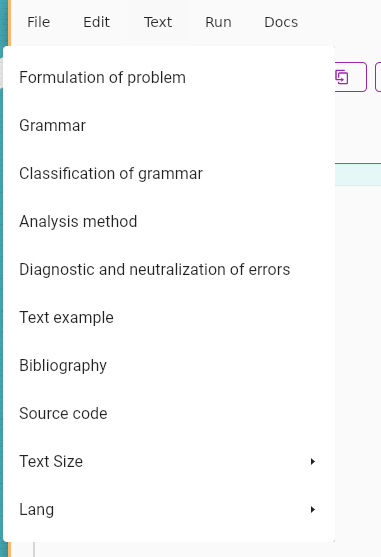 File Edit Text Run Docs
Formulation of problem
Grammar
Classification of grammar
Analysis method
Diagnostic and neutralization of errors
Text example
Bibliography
Source code
Text Size
Lang